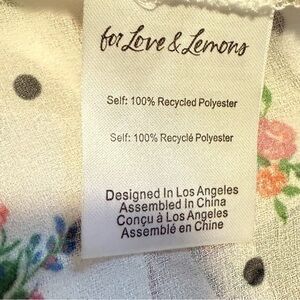 for Love & Lemons
Self: 100% Recycled Polyester
Self: 100% Recyclé Polyester
Designed In Los Angeles
Assembled In China
Conçu à Los Angeles
Assemblé en Chine